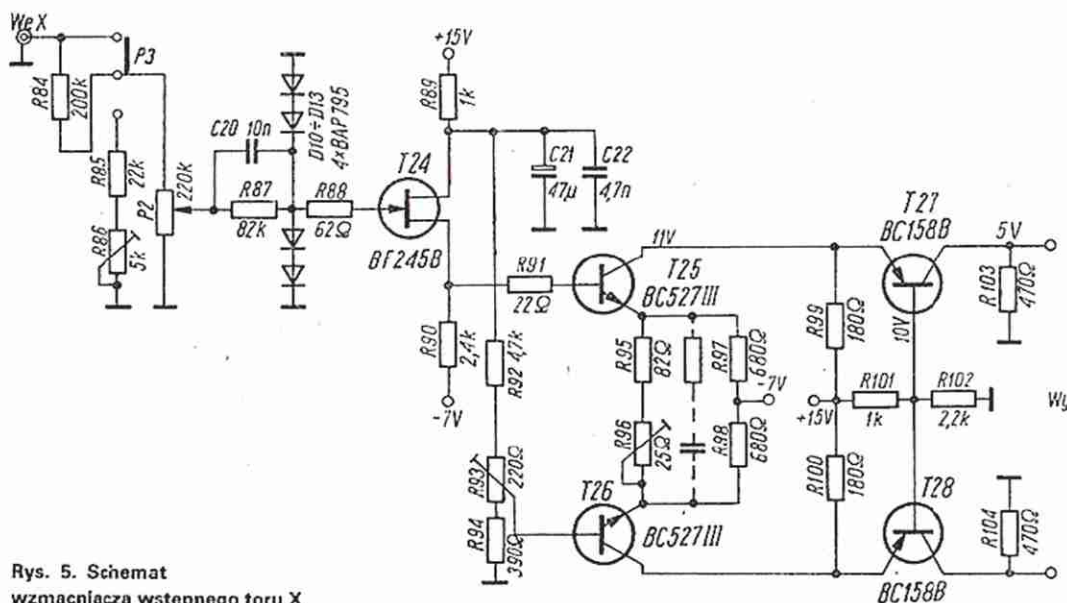 We X
P3
R84
200k
R85
22k
R86
5k
P2
220k
C20 10n
R87
82k
D10÷D13
4xBAP795
R88
62Ω
T24
BF245B
+15V
R89
1k
C21
47µ
C22
4,7n
R90
2,4k
-7V
R91
22Ω
R92 4,7k
R93
220Ω
R94
390Ω
11V
T25
BC527III
R95
82Ω
R96
25Ω
R97
680Ω
-7V
R98
680Ω
T26
BC527III
T27
BC158B
5V
R103
470Ω
10V
R99
180Ω
+15V
R101
1k
R102
2,2k
Wy
R100
180Ω
T28
BC158B
R104
470Ω
Rys. 5. Schemat
wzmacniacza wstępnego toru X